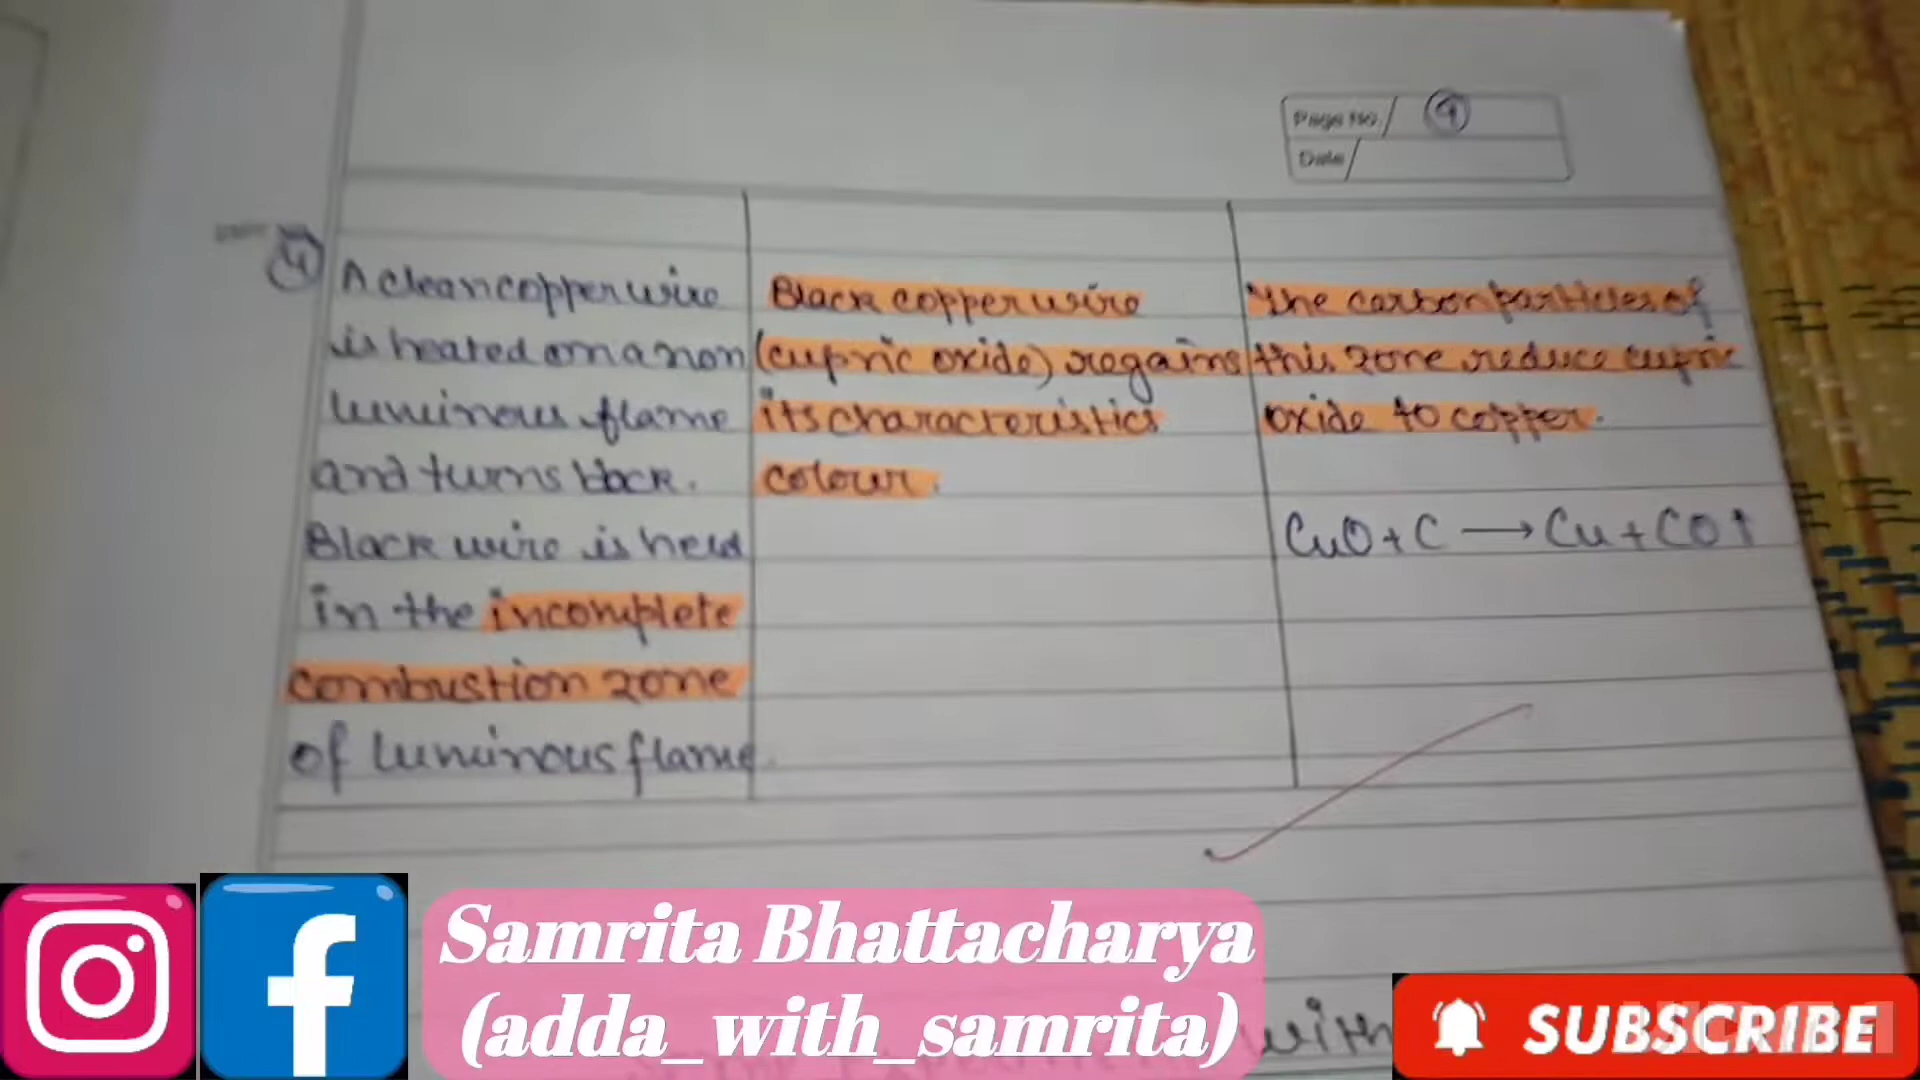 Page No. 9
Date
4
A clean copper wire
is heated on a non
luminous flame
and turns black.
Black wire is held
in the incomplete
combustion zone
of luminous flame.
Black copper wire
(cupric oxide) regains
its characteristics
colour.
The carbon particles of
this zone reduce cupric
oxide to copper.
CuO + C ⟶ Cu + CO↑
Samrita Bhattacharya
(adda_with_samrita)
with
SUBSCRIBE